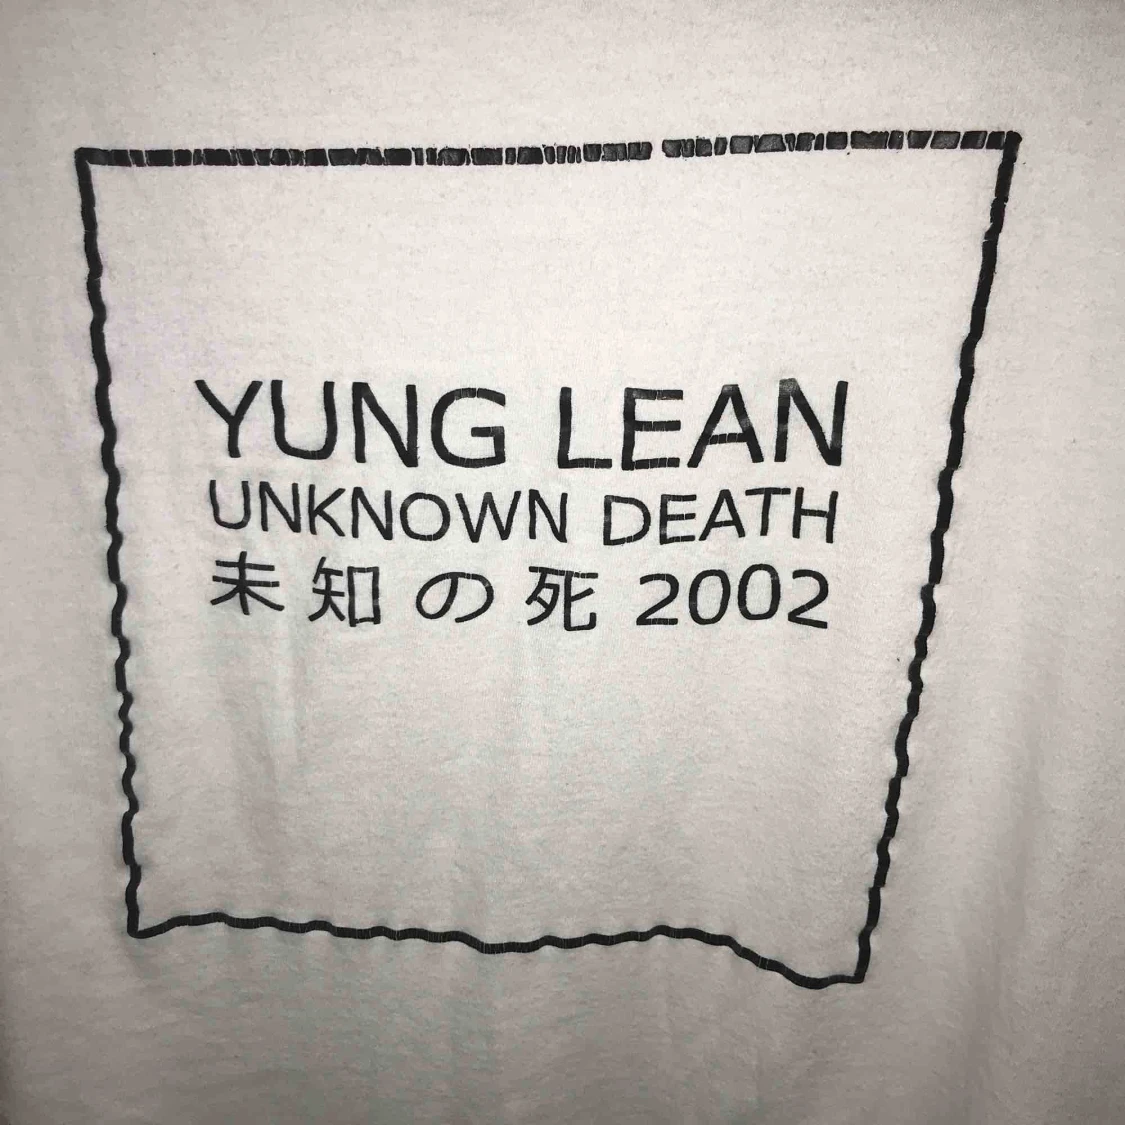 YUNG LEAN
UNKNOWN DEATH
未知の死 2002